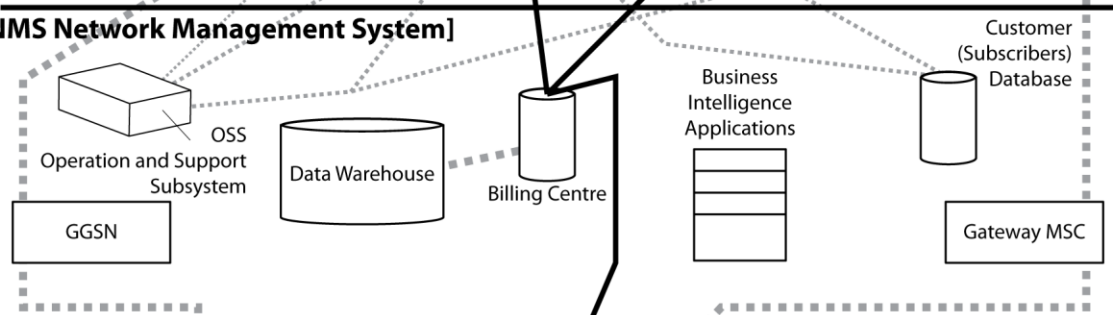 NMS Network Management System]
Customer
(Subscribers)
Database
Business
Intelligence
Applications
OSS
Operation and Support
Subsystem
Data Warehouse
Billing Centre
GGSN
Gateway MSC